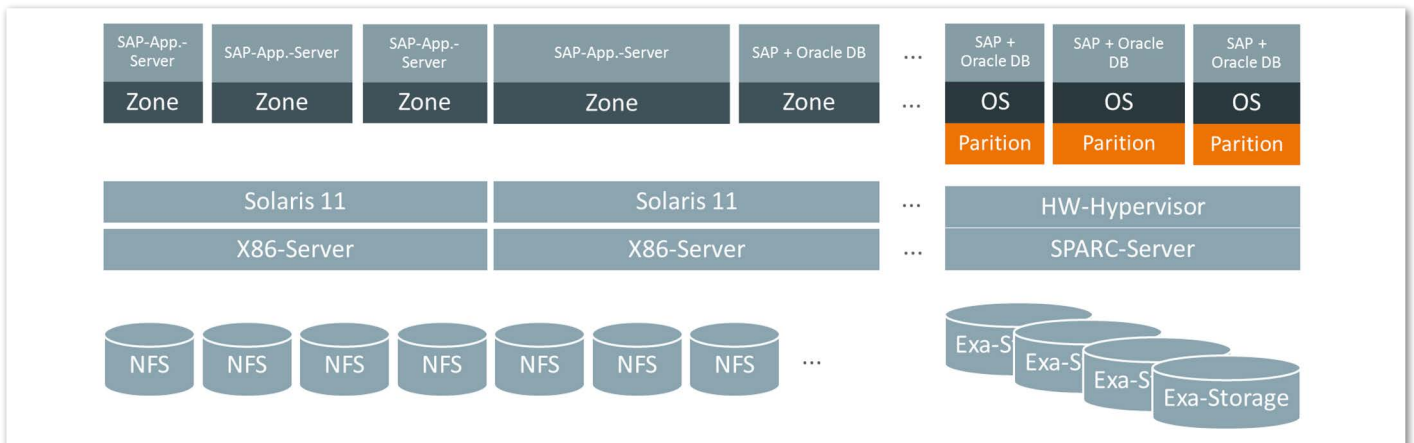 SAP-App.-
Server
SAP-App.-Server
SAP-App.-
Server
SAP-App.-Server
SAP + Oracle DB
...
SAP +
Oracle DB
SAP + Oracle
DB
SAP +
Oracle DB
Zone
Zone
Zone
Zone
Zone
...
OS
OS
OS
Parition
Parition
Parition
Solaris 11
Solaris 11
...
HW-Hypervisor
X86-Server
X86-Server
...
SPARC-Server
NFS
NFS
NFS
NFS
NFS
NFS
NFS
...
Exa-S
Exa-S
Exa-S
Exa-Storage